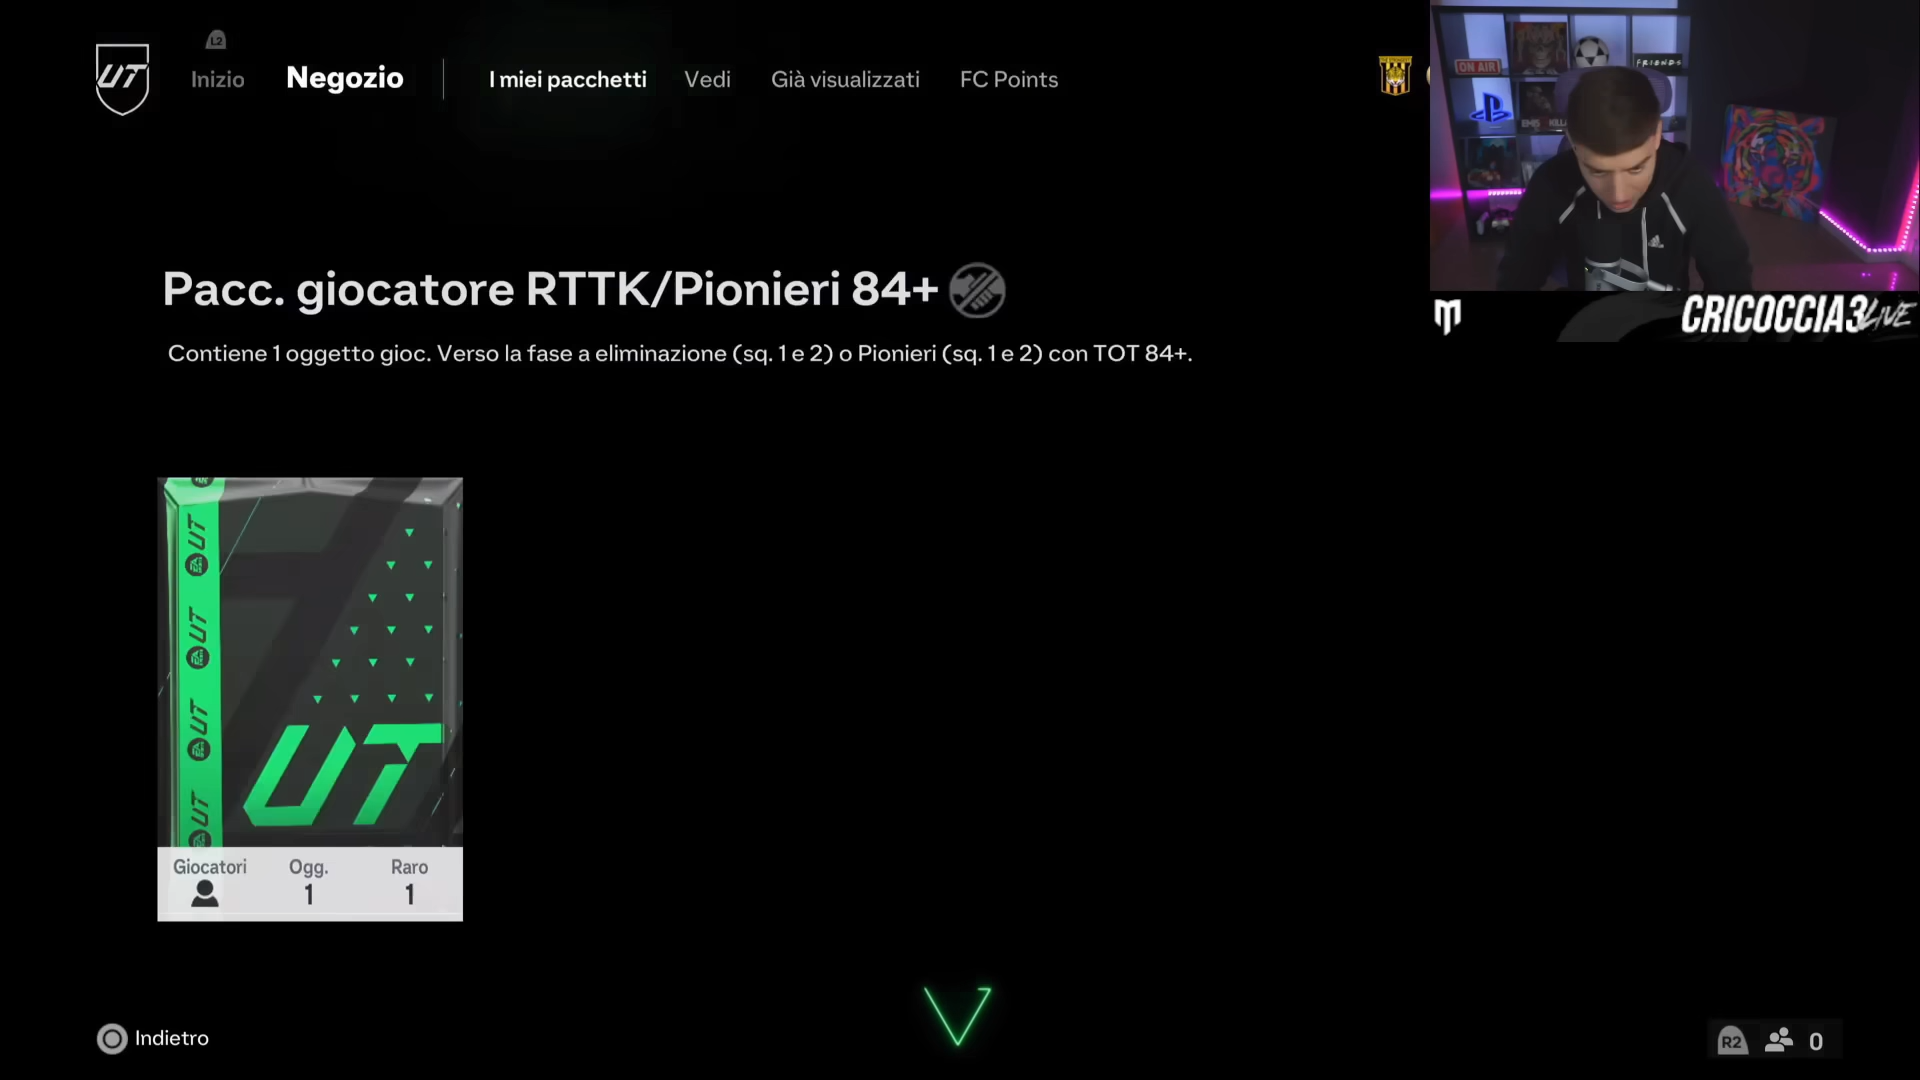 L2
UT
Inizio
Negozio
I miei pacchetti
Vedi
Già visualizzati
FC Points
ON AIR
FRIENDS
CRICOCCIA3LIVE
Pacc. giocatore RTTK/Pionieri 84+
Contiene 1 oggetto gioc. Verso la fase a eliminazione (sq. 1 e 2) o Pionieri (sq. 1 e 2) con TOT 84+.
UT
UT
UT
UT
UT
Giocatori Ogg. Raro
1 1
Indietro
R2 0